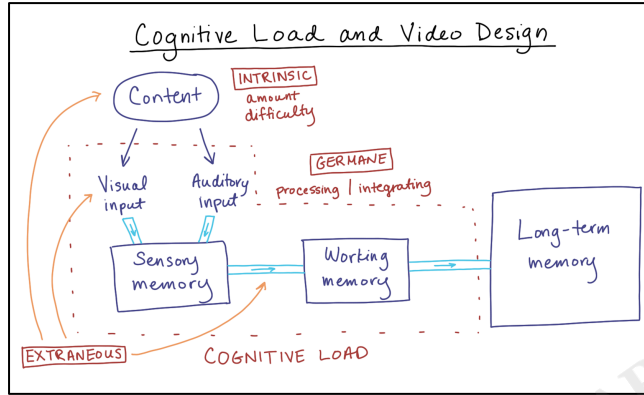 Cognitive Load and Video Design
Content
INTRINSIC
amount
difficulty
Visual
input
Auditory
Input
GERMANE
processing / integrating
Sensory
memory
Working
memory
Long-term
memory
EXTRANEOUS
COGNITIVE LOAD